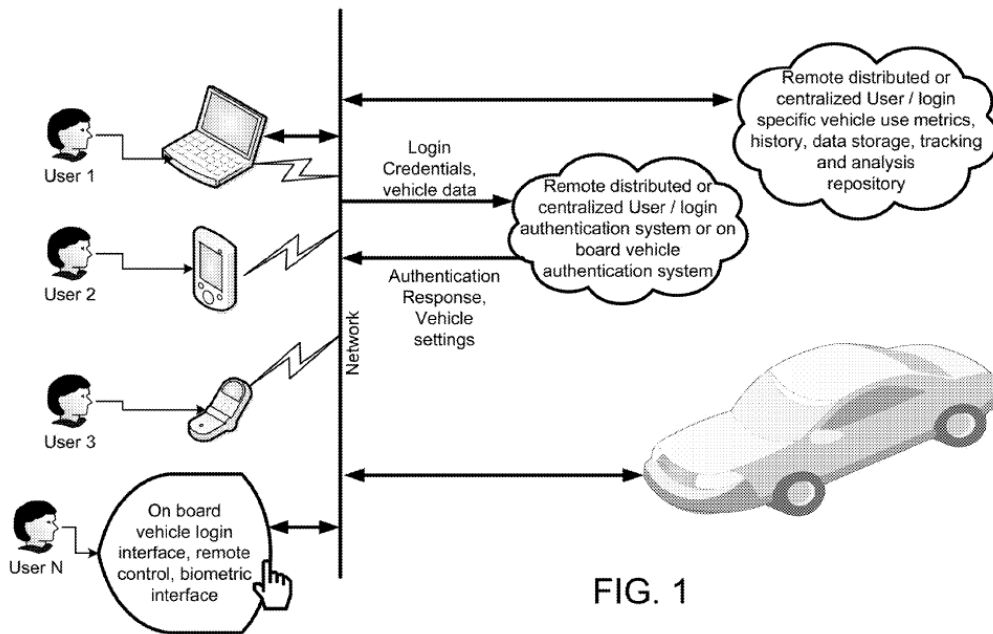 User 1
User 2
User 3
User N
On board
vehicle login
interface, remote
control, biometric
interface
Network
Login
Credentials,
vehicle data
Authentication
Response,
Vehicle
settings
Remote distributed or
centralized User / login
authentication system or on
board vehicle
authentication system
Remote distributed or
centralized User / login
specific vehicle use metrics,
history, data storage, tracking
and analysis
repository
FIG. 1